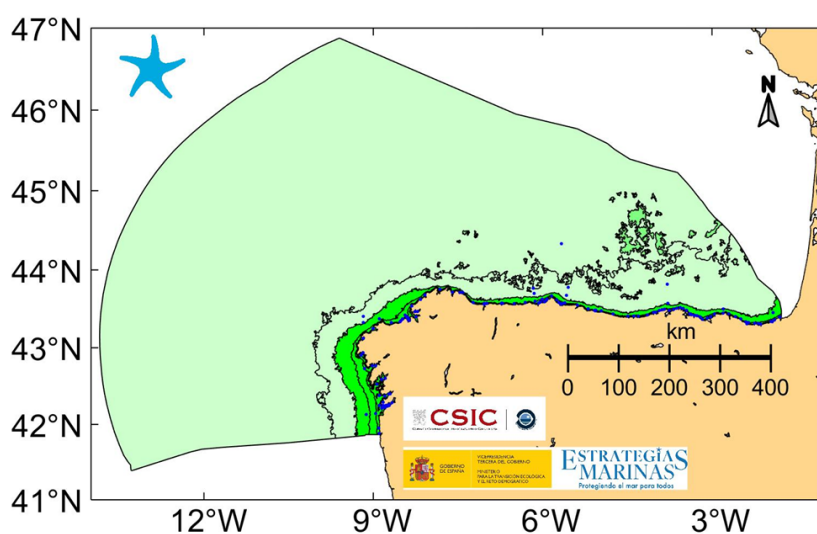 47°N
46°N
45°N
44°N
43°N
42°N
41°N
N
km
0 100 200 300 400
CSIC
GOBIERNO
DE ESPAÑA
VICEPRESIDENCIA
TERCERA DEL GOBIERNO
MINISTERIO
PARA LA TRANSICIÓN ECOLÓGICA
Y EL RETO DEMOGRÁFICO
ESTRATEGIAS
MARINAS
Protegiendo el mar para todos
12°W 9°W 6°W 3°W